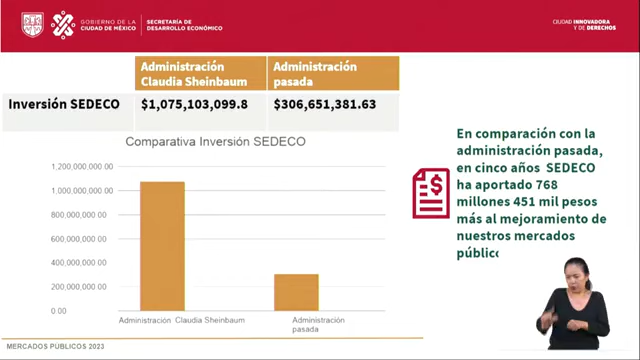 GOBIERNO DE LA
CIUDAD DE MÉXICO
SECRETARÍA DE
DESARROLLO ECONÓMICO
CIUDAD INNOVADORA
Y DE DERECHOS
Administración
Claudia Sheinbaum
Administración
pasada
Inversión SEDECO
$1,075,103,099.8
$306,651,381.63
Comparativa Inversión SEDECO
1,200,000,000.00
1,000,000,000.00
800,000,000.00
600,000,000.00
400,000,000.00
200,000,000.00
0.00
Administración Claudia Sheinbaum
Administración
pasada
En comparación con la
administración pasada,
en cinco años SEDECO
ha aportado 768
millones 451 mil pesos
más al mejoramiento de
nuestros mercados
públic
MERCADOS PÚBLICOS 2023